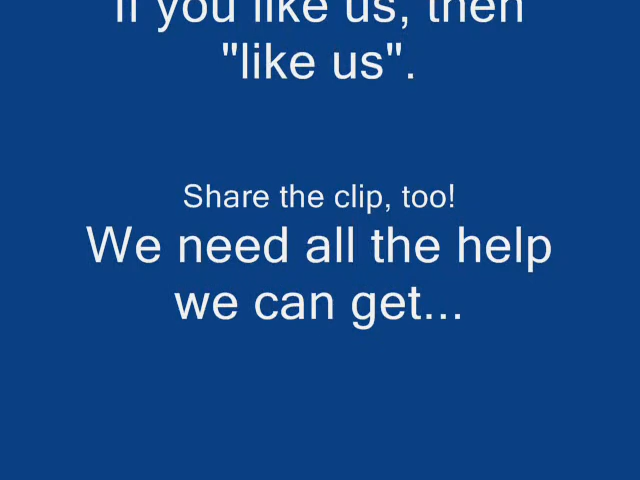 If you like us, then
"like us".
Share the clip, too!
We need all the help
we can get...